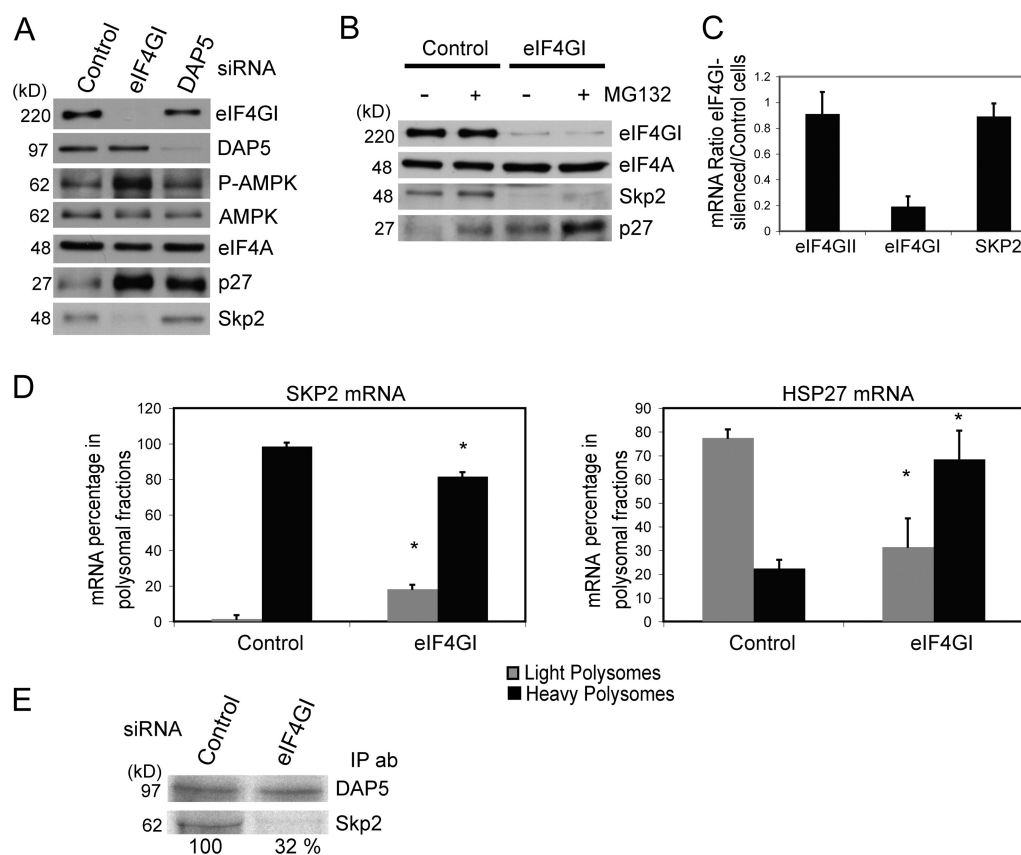 A
Control
eIF4GI
DAP5
siRNA
(kD)
220 eIF4GI
97 DAP5
62 P-AMPK
62 AMPK
48 eIF4A
27 p27
48 Skp2
B
Control eIF4GI
- + - + MG132
(kD)
220 eIF4GI
48 eIF4A
48 Skp2
27 p27
C
mRNA Ratio eIF4GI-
silenced/Control cells
1.2
1
0.8
0.6
0.4
0.2
0
eIF4GII eIF4GI SKP2
D
SKP2 mRNA
mRNA percentage in
polysomal fractions
120
100
80
60
40
20
0
*
*
Control eIF4GI
HSP27 mRNA
mRNA percentage in
polysomal fractions
90
80
70
60
50
40
30
20
10
0
*
*
Control eIF4GI
Light Polysomes
Heavy Polysomes
E
siRNA
Control
eIF4GI
IP ab
(kD)
97 DAP5
62 Skp2
100 32 %